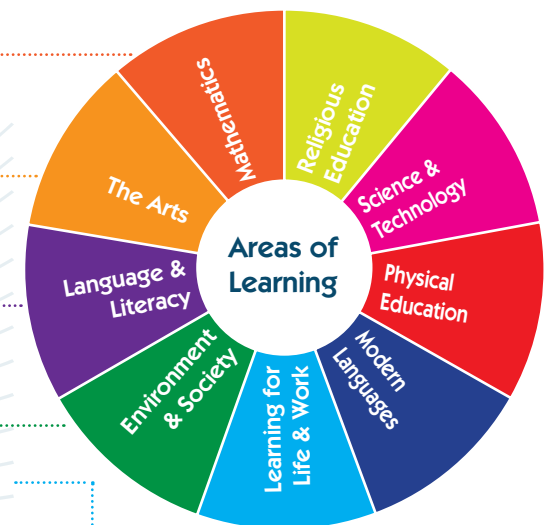 Areas of
Learning
Religious
Education
Science &
Technology
Physical
Education
Modern
Languages
Learning for
Life & Work
Environment
& Society
Language &
Literacy
The Arts
Mathematics